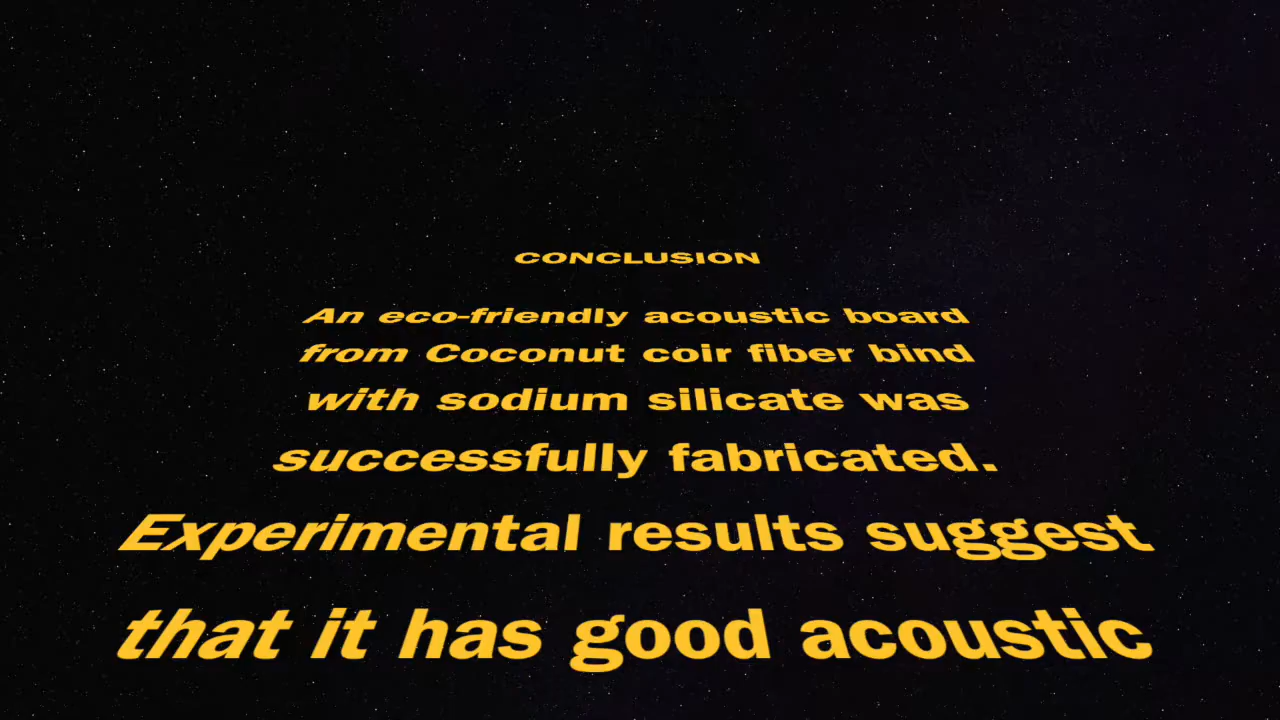 CONCLUSION
An eco-friendly acoustic board
from Coconut coir fiber bind
with sodium silicate was
successfully fabricated.
Experimental results suggest
that it has good acoustic